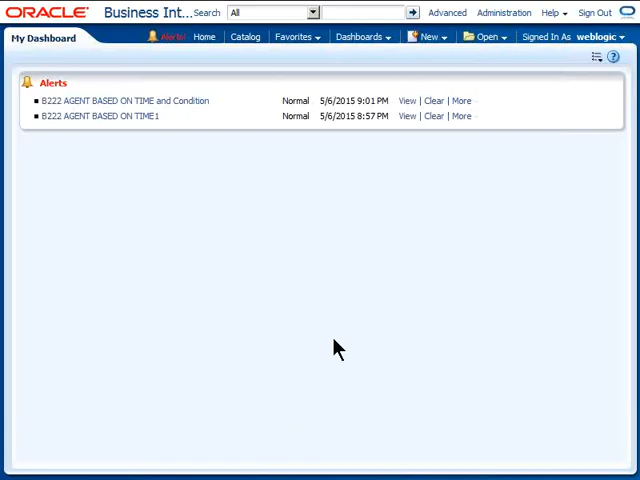 ORACLE Business Int... Search All Advanced Administration Help Sign Out
My Dashboard Alerts! Home Catalog Favorites Dashboards New Open Signed In As weblogic
Alerts
B222 AGENT BASED ON TIME and Condition Normal 5/6/2015 9:01 PM View | Clear | More
B222 AGENT BASED ON TIME1 Normal 5/6/2015 8:57 PM View | Clear | More